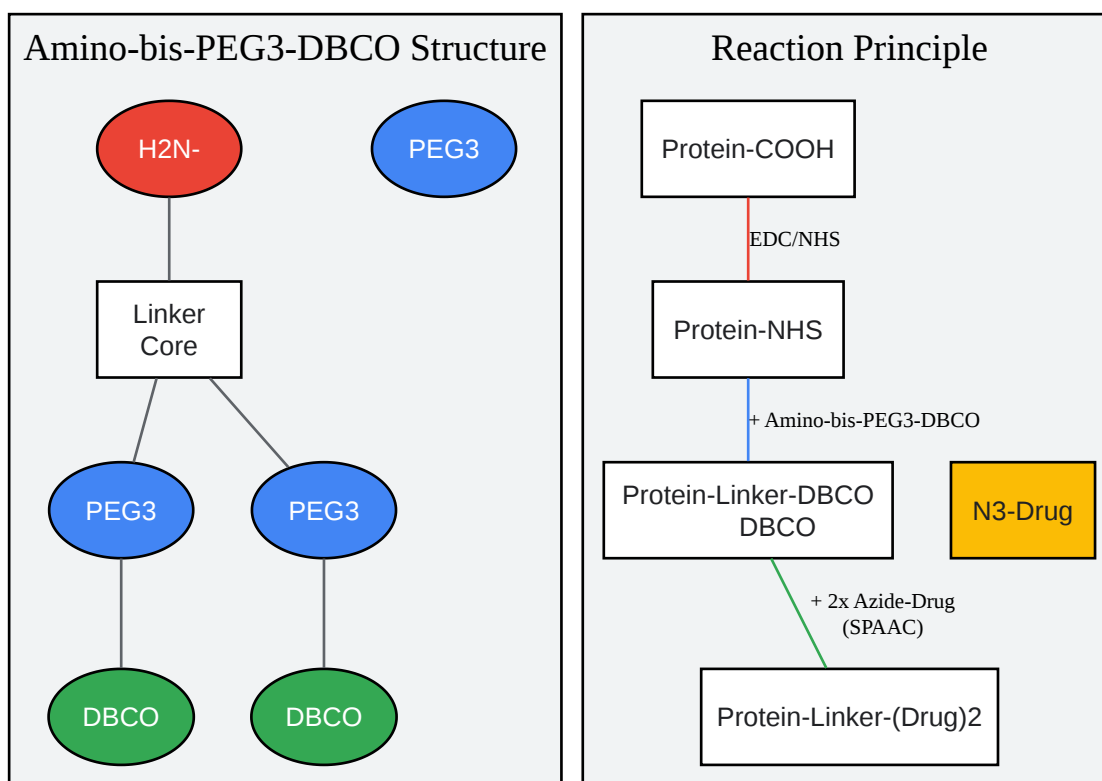 Amino-bis-PEG3-DBCO Structure
H2N-
PEG3
Linker
Core
PEG3
PEG3
DBCO
DBCO
Reaction Principle
Protein-COOH
EDC/NHS
Protein-NHS
+ Amino-bis-PEG3-DBCO
Protein-Linker-DBCO
DBCO
N3-Drug
+ 2x Azide-Drug
(SPAAC)
Protein-Linker-(Drug)2